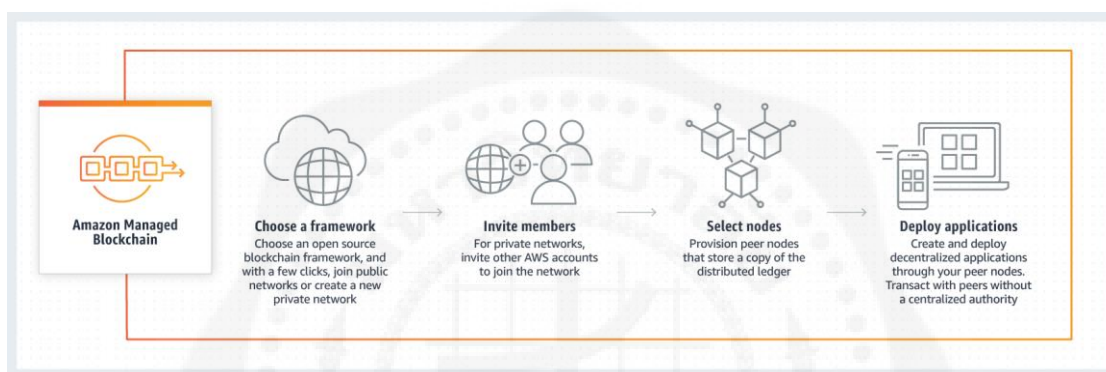 Amazon Managed
Blockchain
Choose a framework
Choose an open source
blockchain framework, and
with a few clicks, join public
networks or create a new
private network
Invite members
For private networks,
invite other AWS accounts
to join the network
Select nodes
Provision peer nodes
that store a copy of the
distributed ledger
Deploy applications
Create and deploy
decentralized applications
through your peer nodes.
Transact with peers without
a centralized authority